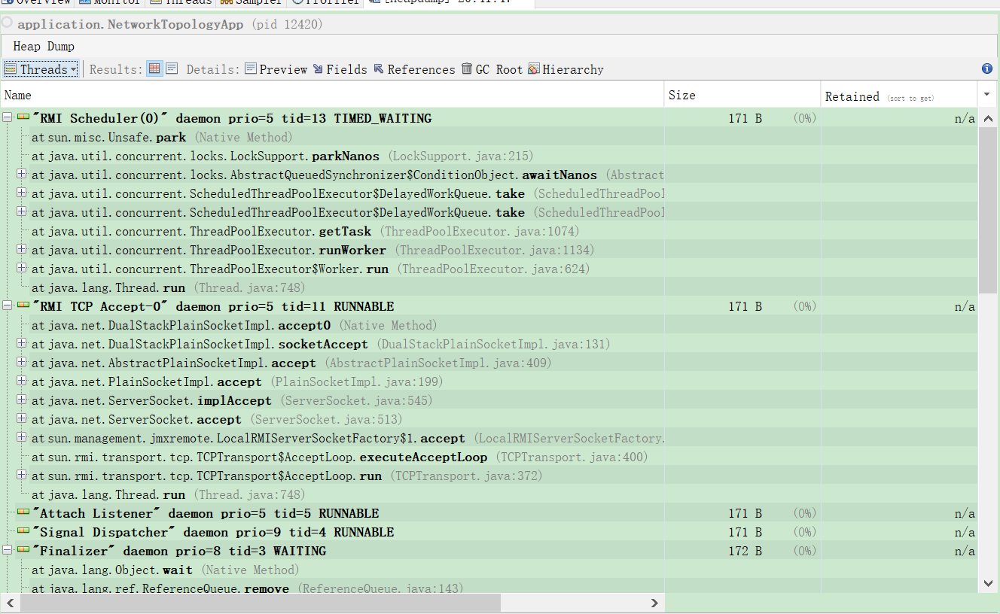 Overview Monitor Threads Sampler Profiler [heapdump] 20:41:47
application.NetworkTopologyApp (pid 12420)
Heap Dump
Threads Results: Details: Preview Fields References GC Root Hierarchy
Name Size Retained (sort to get)
"RMI Scheduler(0)" daemon prio=5 tid=13 TIMED_WAITING 171 B (0%) n/a
at sun.misc.Unsafe.park (Native Method)
at java.util.concurrent.locks.LockSupport.parkNanos (LockSupport.java:215)
at java.util.concurrent.locks.AbstractQueuedSynchronizer$ConditionObject.awaitNanos (Abstract
at java.util.concurrent.ScheduledThreadPoolExecutor$DelayedWorkQueue.take (ScheduledThreadPool
at java.util.concurrent.ScheduledThreadPoolExecutor$DelayedWorkQueue.take (ScheduledThreadPool
at java.util.concurrent.ThreadPoolExecutor.getTask (ThreadPoolExecutor.java:1074)
at java.util.concurrent.ThreadPoolExecutor.runWorker (ThreadPoolExecutor.java:1134)
at java.util.concurrent.ThreadPoolExecutor$Worker.run (ThreadPoolExecutor.java:624)
at java.lang.Thread.run (Thread.java:748)
"RMI TCP Accept-0" daemon prio=5 tid=11 RUNNABLE 171 B (0%) n/a
at java.net.DualStackPlainSocketImpl.accept0 (Native Method)
at java.net.DualStackPlainSocketImpl.socketAccept (DualStackPlainSocketImpl.java:131)
at java.net.AbstractPlainSocketImpl.accept (AbstractPlainSocketImpl.java:409)
at java.net.PlainSocketImpl.accept (PlainSocketImpl.java:199)
at java.net.ServerSocket.implAccept (ServerSocket.java:545)
at java.net.ServerSocket.accept (ServerSocket.java:513)
at sun.management.jmxremote.LocalRMIServerSocketFactory$1.accept (LocalRMIServerSocketFactory.
at sun.rmi.transport.tcp.TCPTransport$AcceptLoop.executeAcceptLoop (TCPTransport.java:400)
at sun.rmi.transport.tcp.TCPTransport$AcceptLoop.run (TCPTransport.java:372)
at java.lang.Thread.run (Thread.java:748)
"Attach Listener" daemon prio=5 tid=5 RUNNABLE 171 B (0%) n/a
"Signal Dispatcher" daemon prio=9 tid=4 RUNNABLE 171 B (0%) n/a
"Finalizer" daemon prio=8 tid=3 WAITING 172 B (0%) n/a
at java.lang.Object.wait (Native Method)
at java.lang.ref.ReferenceQueue.remove (ReferenceQueue.java:143)